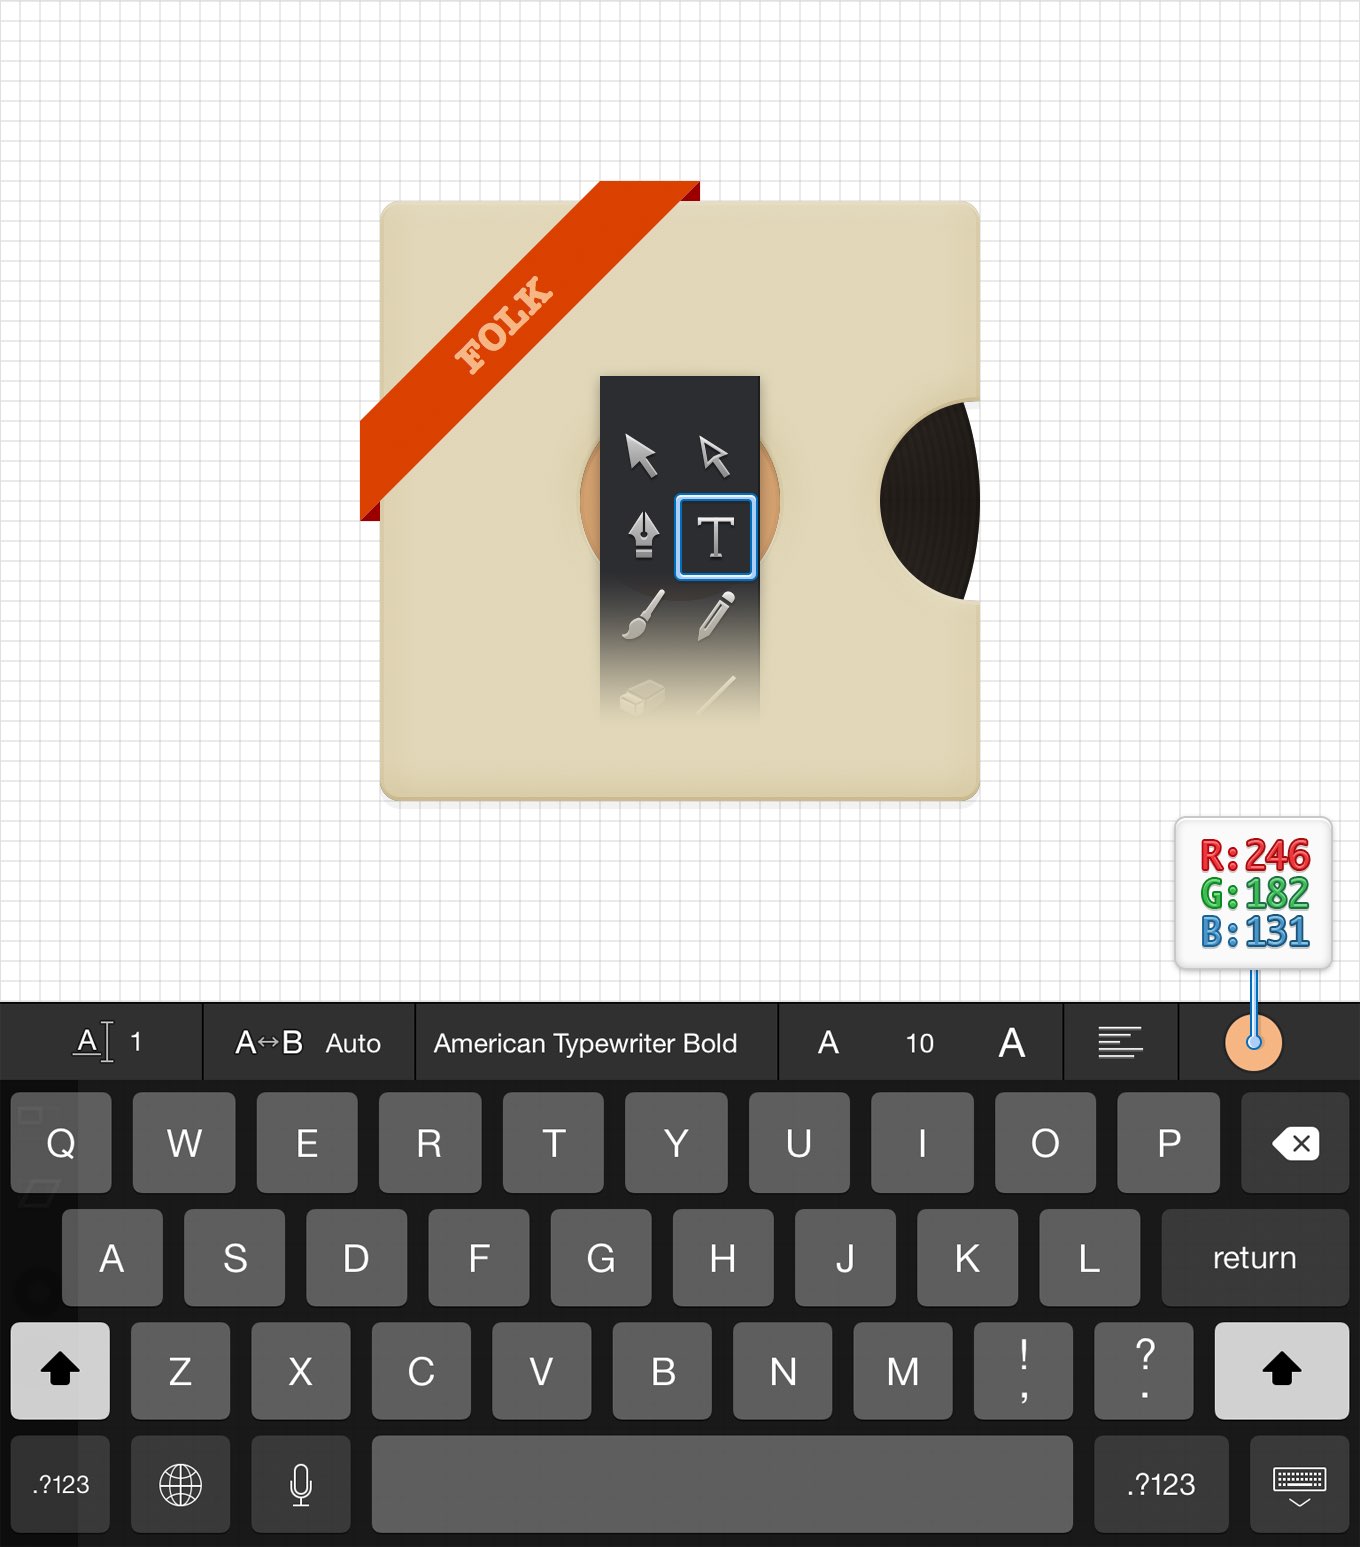 FOLK
T
R:246
G:182
B:131
A 1
A↔B Auto
American Typewriter Bold
A 10 A
Q W E R T Y U I O P
A S D F G H J K L return
Z X C V B N M ! , ? .
.?123 .?123